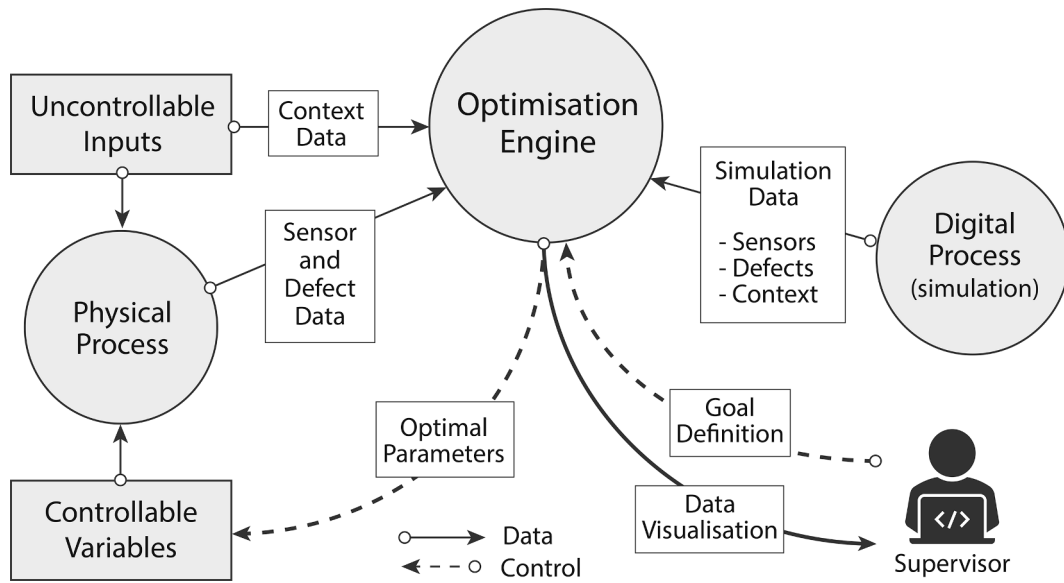 Uncontrollable
Inputs
Context
Data
Optimisation
Engine
Simulation
Data
- Sensors
- Defects
- Context
Digital
Process
(simulation)
Sensor
and
Defect
Data
Physical
Process
Optimal
Parameters
Goal
Definition
Controllable
Variables
Data
Visualisation
</>
Supervisor
Data
Control